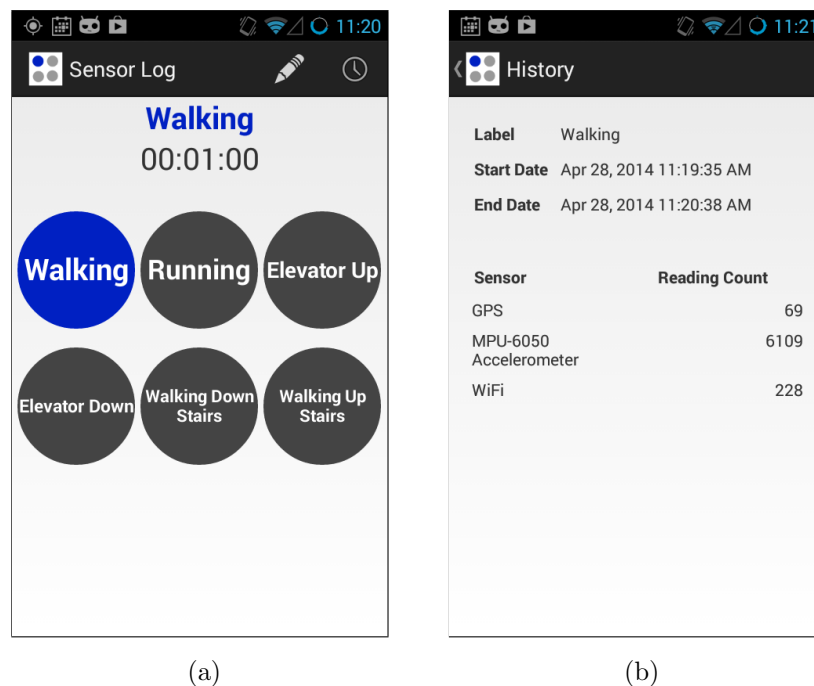 11:20
Sensor Log
Walking
00:01:00
Walking
Running
Elevator Up
Elevator Down
Walking Down
Stairs
Walking Up
Stairs
(a)
11:21
History
Label Walking
Start Date Apr 28, 2014 11:19:35 AM
End Date Apr 28, 2014 11:20:38 AM
Sensor Reading Count
GPS 69
MPU-6050 6109
Accelerometer
WiFi 228
(b)